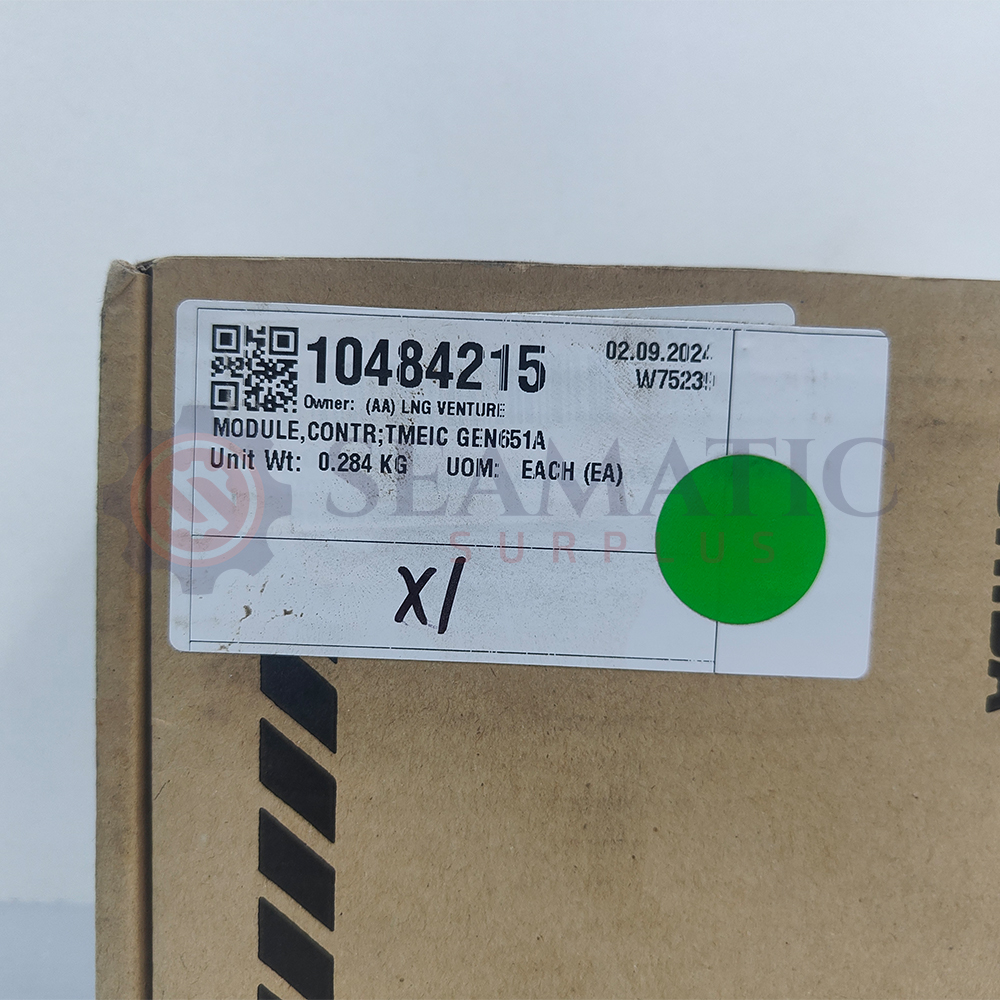 10484215
02.09.2024
Owner: (AA) LNG VENTURE
MODULE,CONTR;TMEIC GEN651A
Unit Wt: 0.284 KG UOM: EACH (EA)
X/
SEAMATIC
SURPLUS